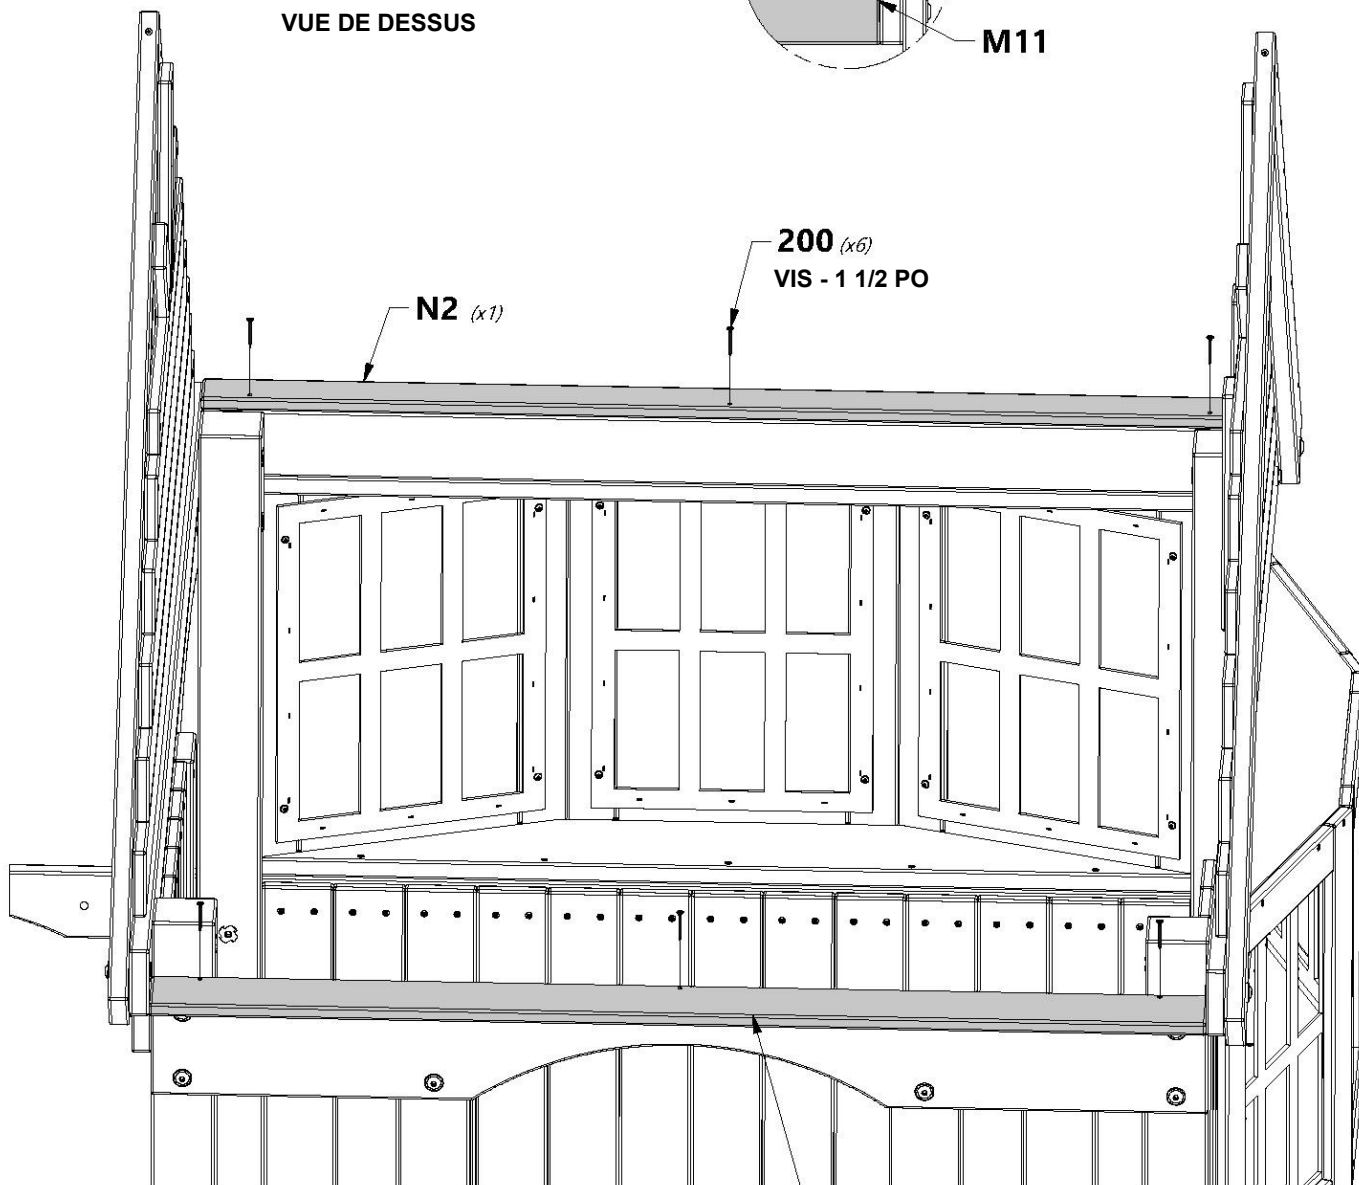 VUE DE DESSUS
M11
200 (x6)
VIS - 1 1/2 PO
N2 (x1)